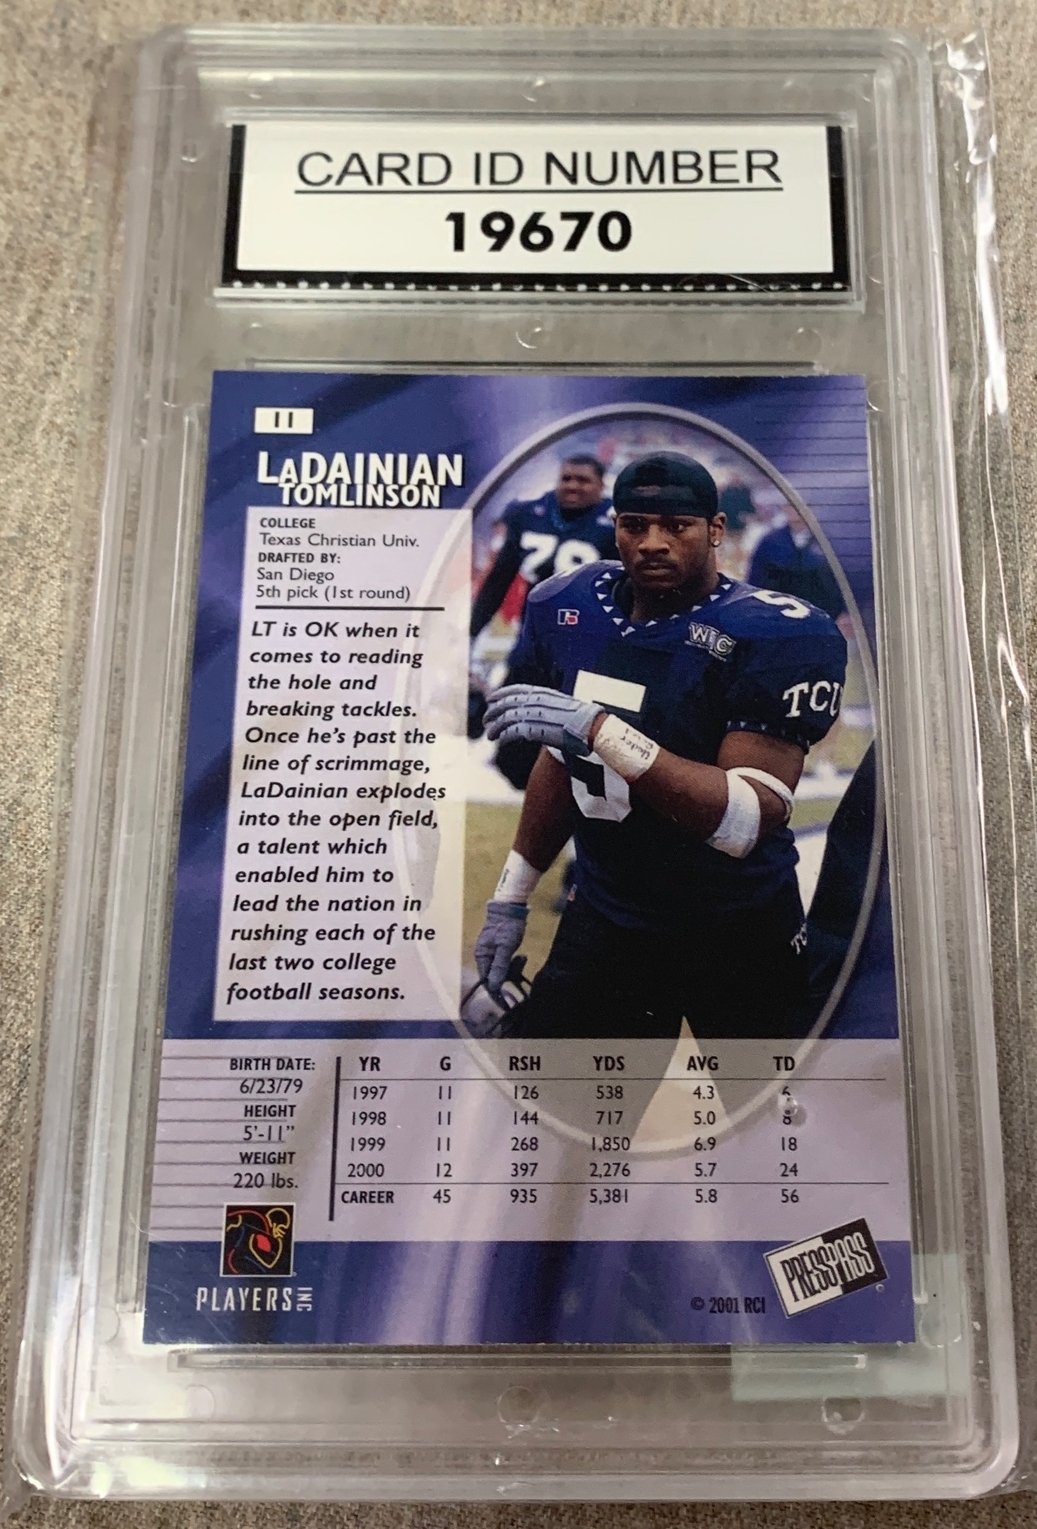 CARD ID NUMBER
19670
11
LADAINIAN
TOMLINSON
COLLEGE
Texas Christian Univ.
DRAFTED BY:
San Diego
5th pick (1st round)
LT is OK when it
comes to reading
the hole and
breaking tackles.
Once he's past the
line of scrimmage,
LaDainian explodes
into the open field,
a talent which
enabled him to
lead the nation in
rushing each of the
last two college
football seasons.
79
5
WAC
TCU
5
BIRTH DATE:
6/23/79
HEIGHT
5'-11"
WEIGHT
220 lbs.
YR G RSH YDS AVG TD
1997 11 126 538 4.3 6
1998 11 144 717 5.0 8
1999 11 268 1,850 6.9 18
2000 12 397 2,276 5.7 24
CAREER 45 935 5,381 5.8 56
PLAYERS INC
PRESS PASS
© 2001 RCI